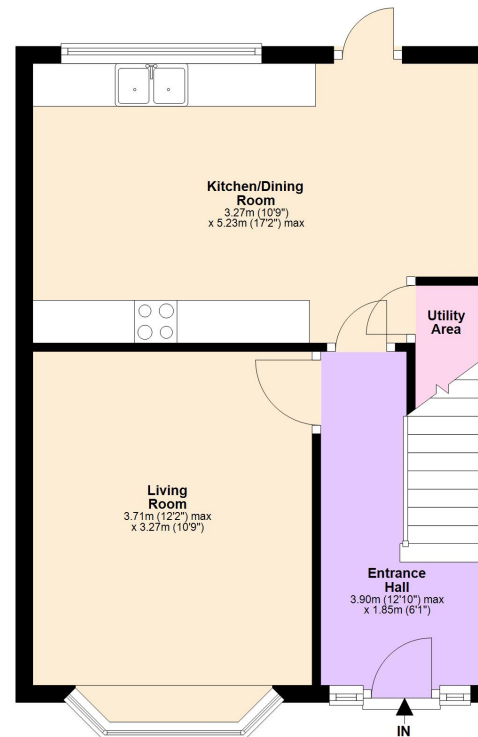 Kitchen/Dining
Room
3.27m (10'9")
x 5.23m (17'2") max
Utility
Area
Living
Room
3.71m (12'2") max
x 3.27m (10'9")
Entrance
Hall
3.90m (12'10") max
x 1.85m (6'1")
IN